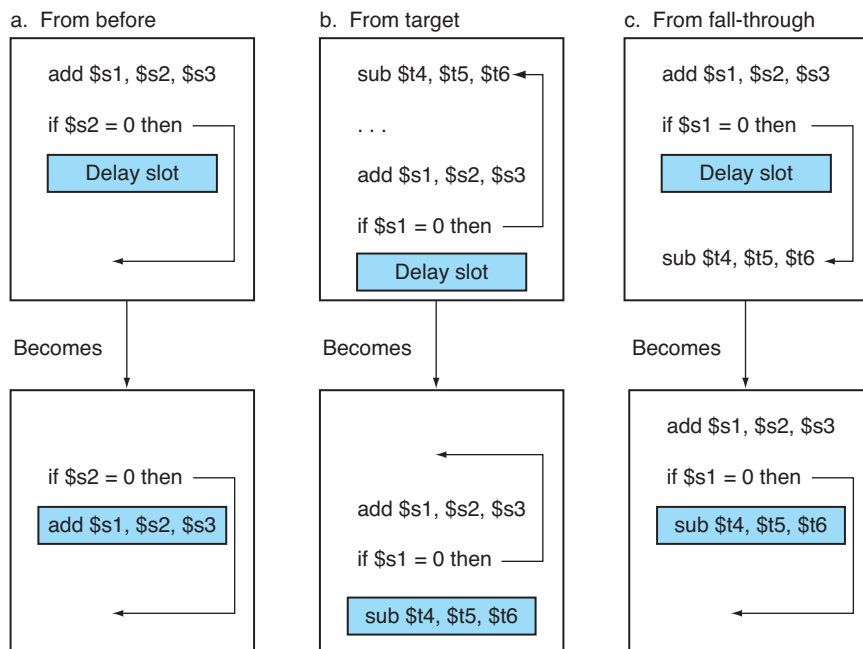 a. From before
add $s1, $s2, $s3
if $s2 = 0 then
Delay slot
Becomes
if $s2 = 0 then
add $s1, $s2, $s3
b. From target
sub $t4, $t5, $t6
. . .
add $s1, $s2, $s3
if $s1 = 0 then
Delay slot
Becomes
add $s1, $s2, $s3
if $s1 = 0 then
sub $t4, $t5, $t6
c. From fall-through
add $s1, $s2, $s3
if $s1 = 0 then
Delay slot
sub $t4, $t5, $t6
Becomes
add $s1, $s2, $s3
if $s1 = 0 then
sub $t4, $t5, $t6